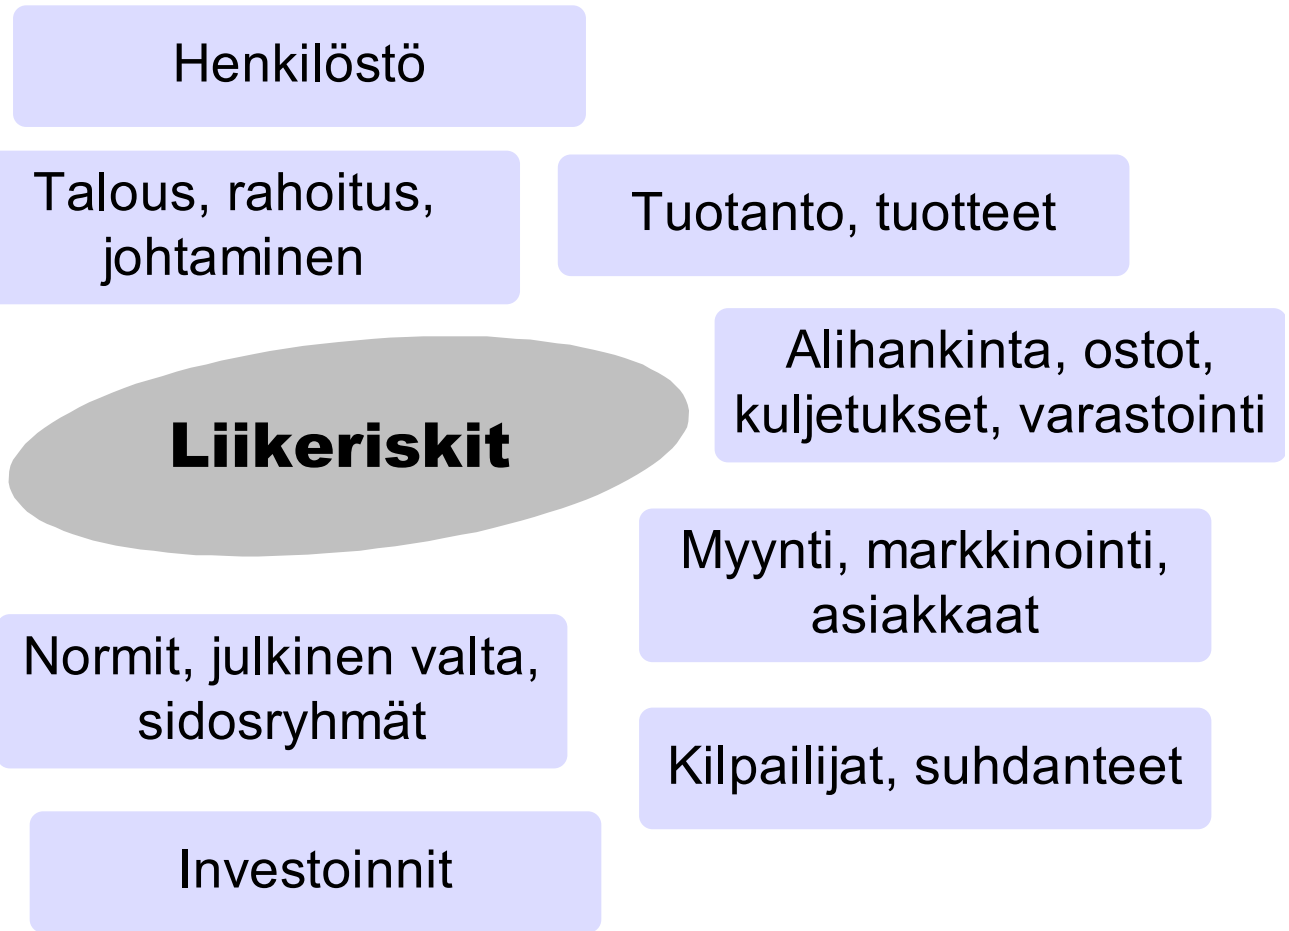 Henkilöstö
Talous, rahoitus,
johtaminen
Tuotanto, tuotteet
Alihankinta, ostot,
kuljetukset, varastointi
Liikeriskit
Myynti, markkinointi,
asiakkaat
Normit, julkinen valta,
sidosryhmät
Kilpailijat, suhdanteet
Investoinnit